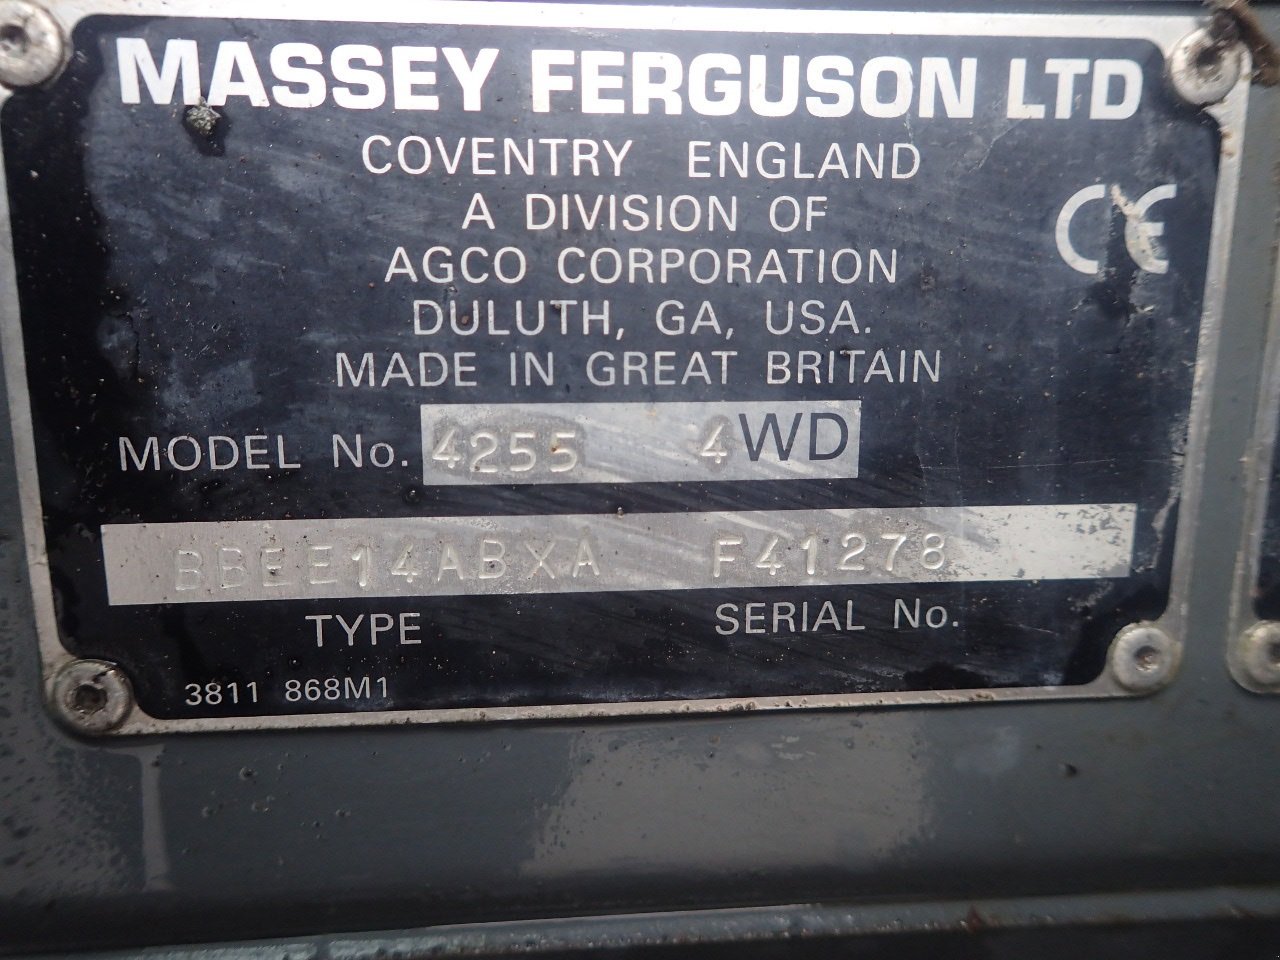 MASSEY FERGUSON LTD
COVENTRY ENGLAND
A DIVISION OF
AGCO CORPORATION
DULUTH, GA, USA.
MADE IN GREAT BRITAIN
CE
MODEL No. 4255 4WD
BBEE14ABXA F41278
TYPE SERIAL No.
3811 868M1